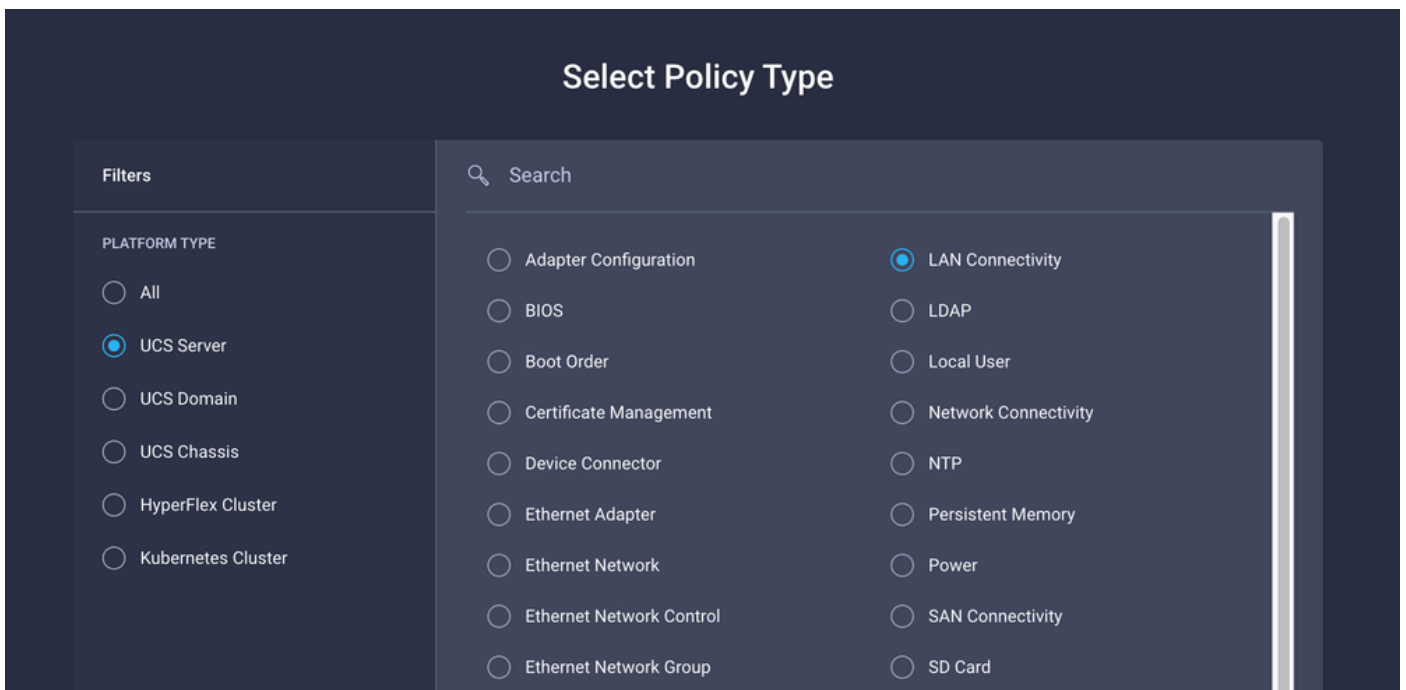 Select Policy Type
Filters
Search
PLATFORM TYPE
All
UCS Server
UCS Domain
UCS Chassis
HyperFlex Cluster
Kubernetes Cluster
Adapter Configuration
BIOS
Boot Order
Certificate Management
Device Connector
Ethernet Adapter
Ethernet Network
Ethernet Network Control
Ethernet Network Group
LAN Connectivity
LDAP
Local User
Network Connectivity
NTP
Persistent Memory
Power
SAN Connectivity
SD Card